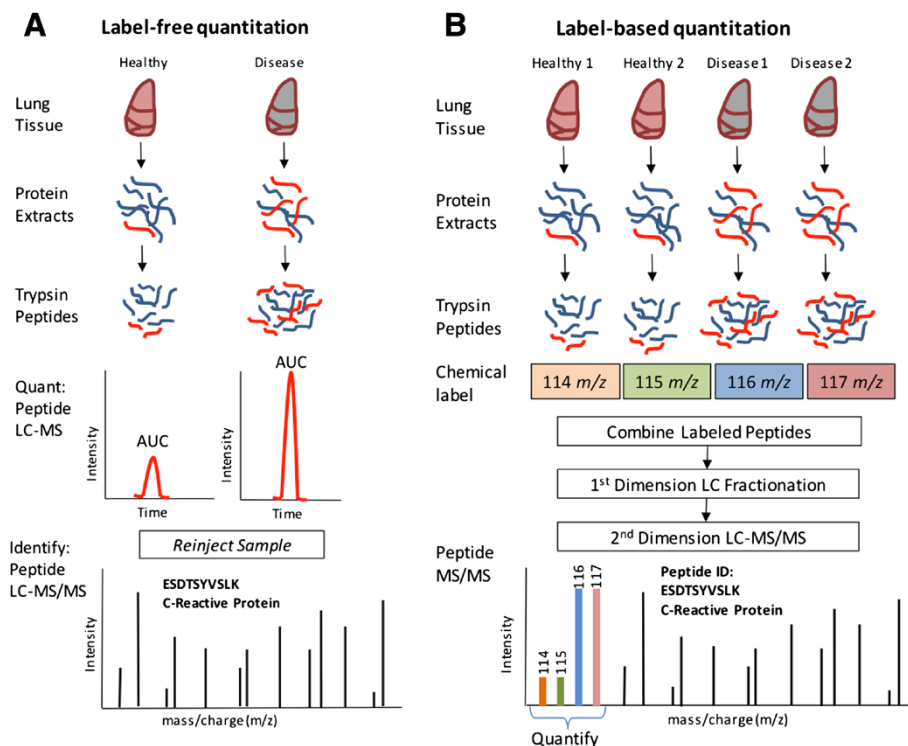 A
Label-free quantitation
Healthy
Disease
Lung
Tissue
Protein
Extracts
Trypsin
Peptides
Quant:
Peptide
LC-MS
Intensity
AUC
Time
Intensity
AUC
Time
Identify:
Peptide
LC-MS/MS
Reinject Sample
Intensity
ESDTSYVSLK
C-Reactive Protein
mass/charge (m/z)
B
Label-based quantitation
Healthy 1
Healthy 2
Disease 1
Disease 2
Lung
Tissue
Protein
Extracts
Trypsin
Peptides
Chemical
label
114 m/z
115 m/z
116 m/z
117 m/z
Combine Labeled Peptides
1st Dimension LC Fractionation
2nd Dimension LC-MS/MS
Peptide
MS/MS
Intensity
114
115
116
117
Peptide ID:
ESDTSYVSLK
C-Reactive Protein
mass/charge (m/z)
Quantify